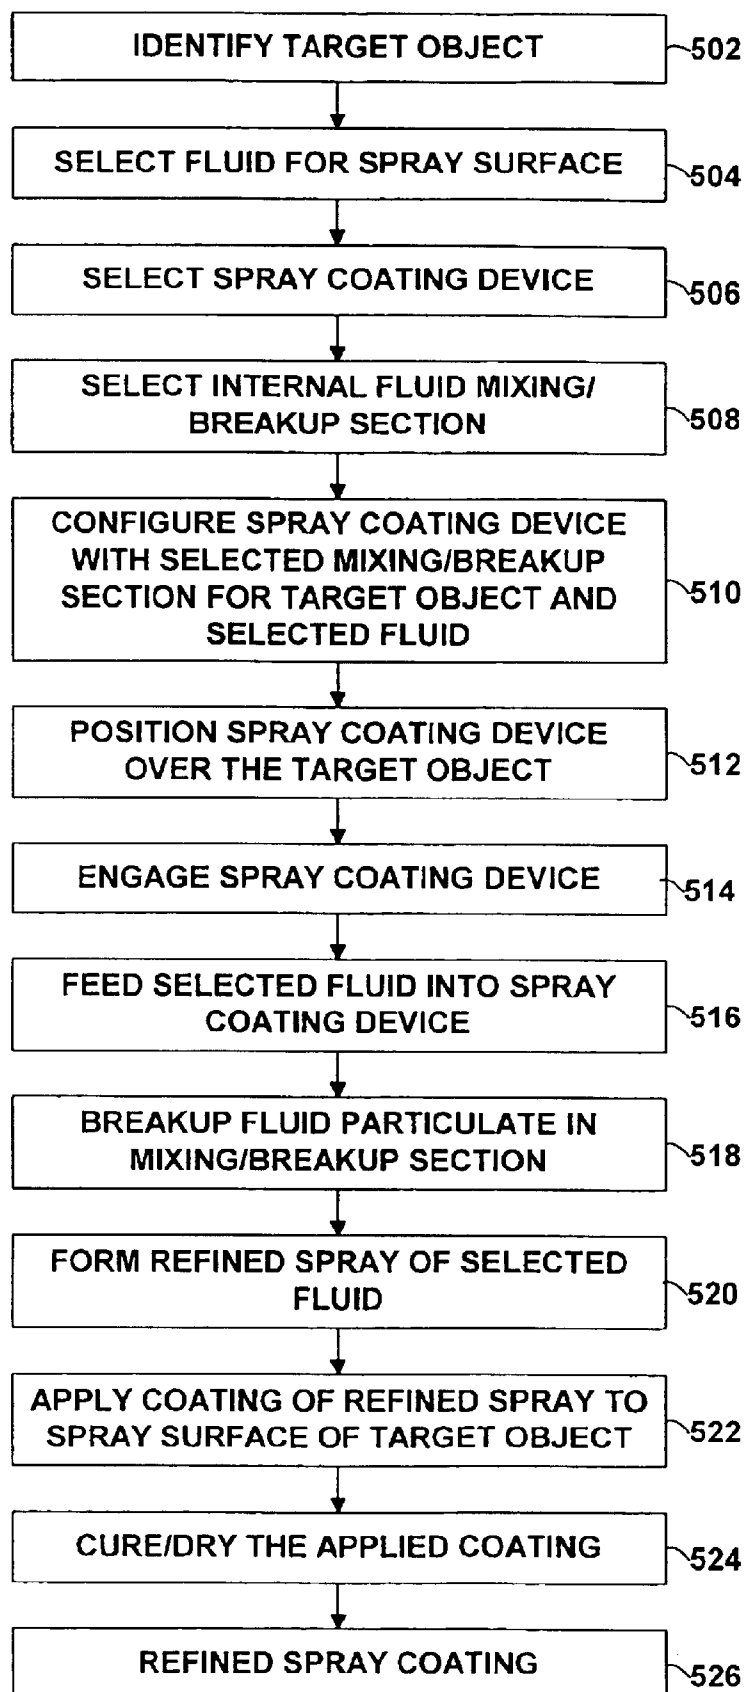 IDENTIFY TARGET OBJECT
502
SELECT FLUID FOR SPRAY SURFACE
504
SELECT SPRAY COATING DEVICE
506
SELECT INTERNAL FLUID MIXING/
BREAKUP SECTION
508
CONFIGURE SPRAY COATING DEVICE
WITH SELECTED MIXING/BREAKUP
SECTION FOR TARGET OBJECT AND
SELECTED FLUID
510
POSITION SPRAY COATING DEVICE
OVER THE TARGET OBJECT
512
ENGAGE SPRAY COATING DEVICE
514
FEED SELECTED FLUID INTO SPRAY
COATING DEVICE
516
BREAKUP FLUID PARTICULATE IN
MIXING/BREAKUP SECTION
518
FORM REFINED SPRAY OF SELECTED
FLUID
520
APPLY COATING OF REFINED SPRAY TO
SPRAY SURFACE OF TARGET OBJECT
522
CURE/DRY THE APPLIED COATING
524
REFINED SPRAY COATING
526